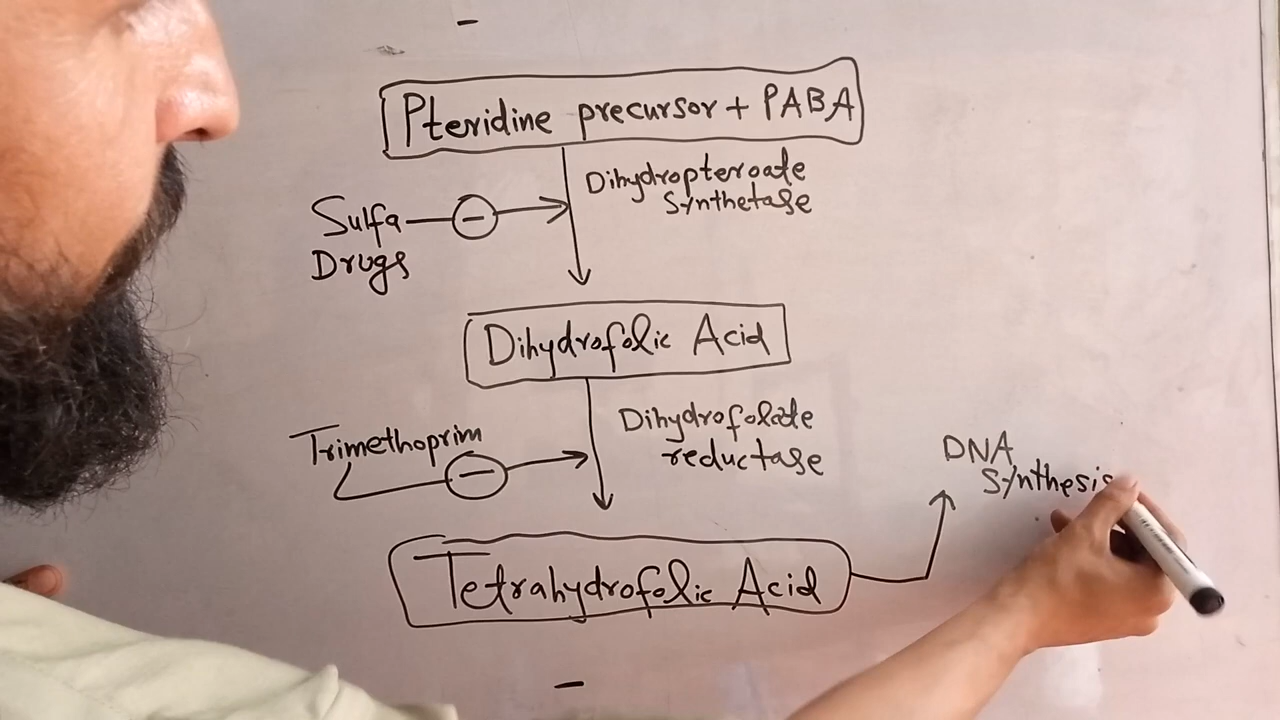 Pteridine precursor + PABA
Dihydropteroate
Synthetase
Sulfa
Drugs
Dihydrofolic Acid
Trimethoprim
Dihydrofolate
reductase
DNA
Synthesis
Tetrahydrofolic Acid